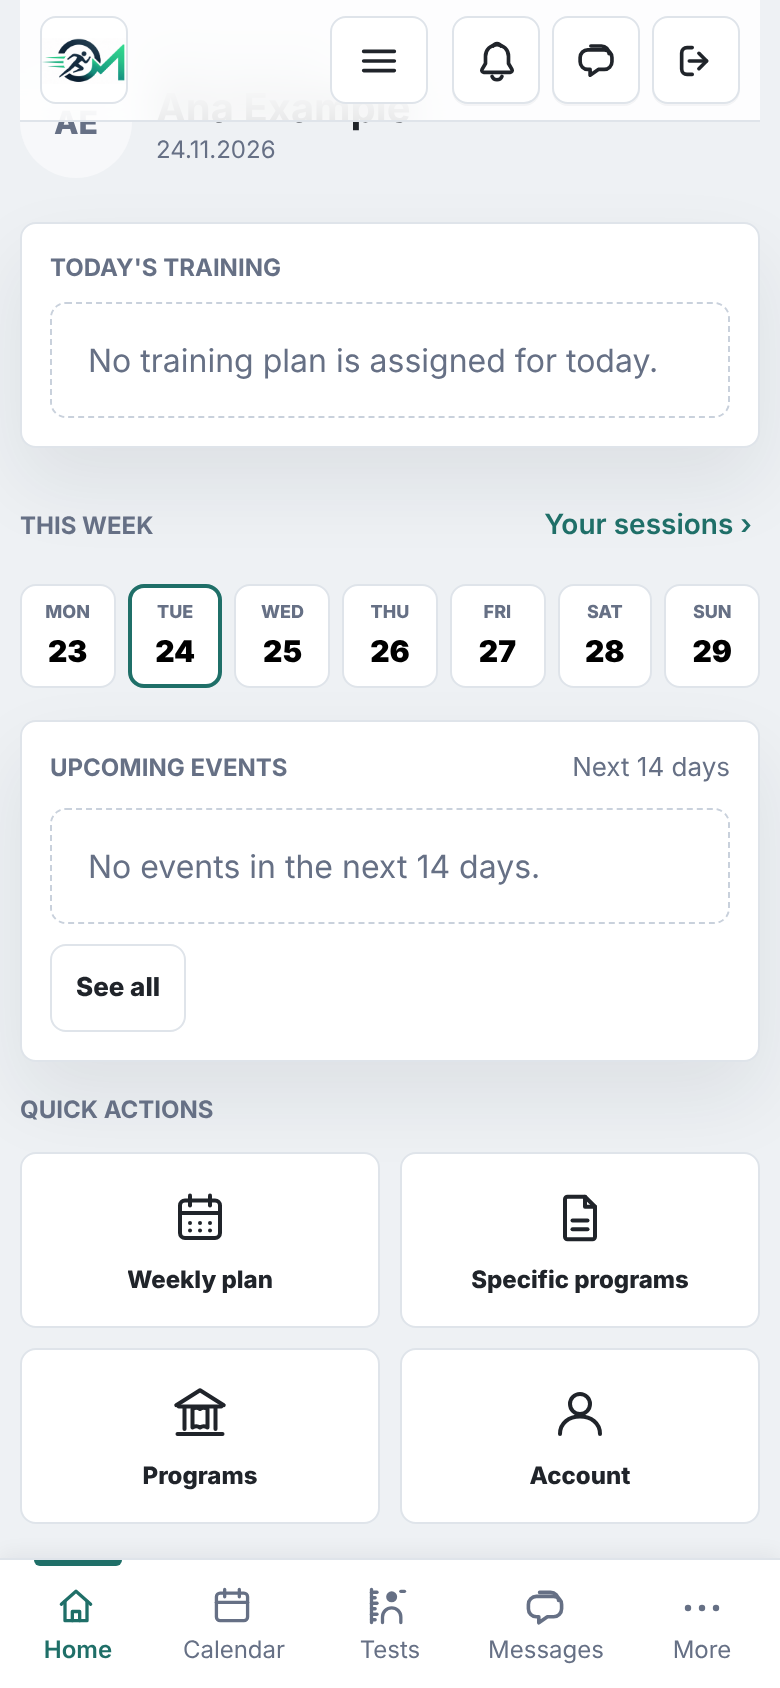 Ana Example
AE
24.11.2026
TODAY'S TRAINING
No training plan is assigned for today.
THIS WEEK
Your sessions ›
MON TUE WED THU FRI SAT SUN
23 24 25 26 27 28 29
UPCOMING EVENTS
Next 14 days
No events in the next 14 days.
See all
QUICK ACTIONS
Weekly plan
Specific programs
Programs
Account
Home
Calendar
Tests
Messages
More